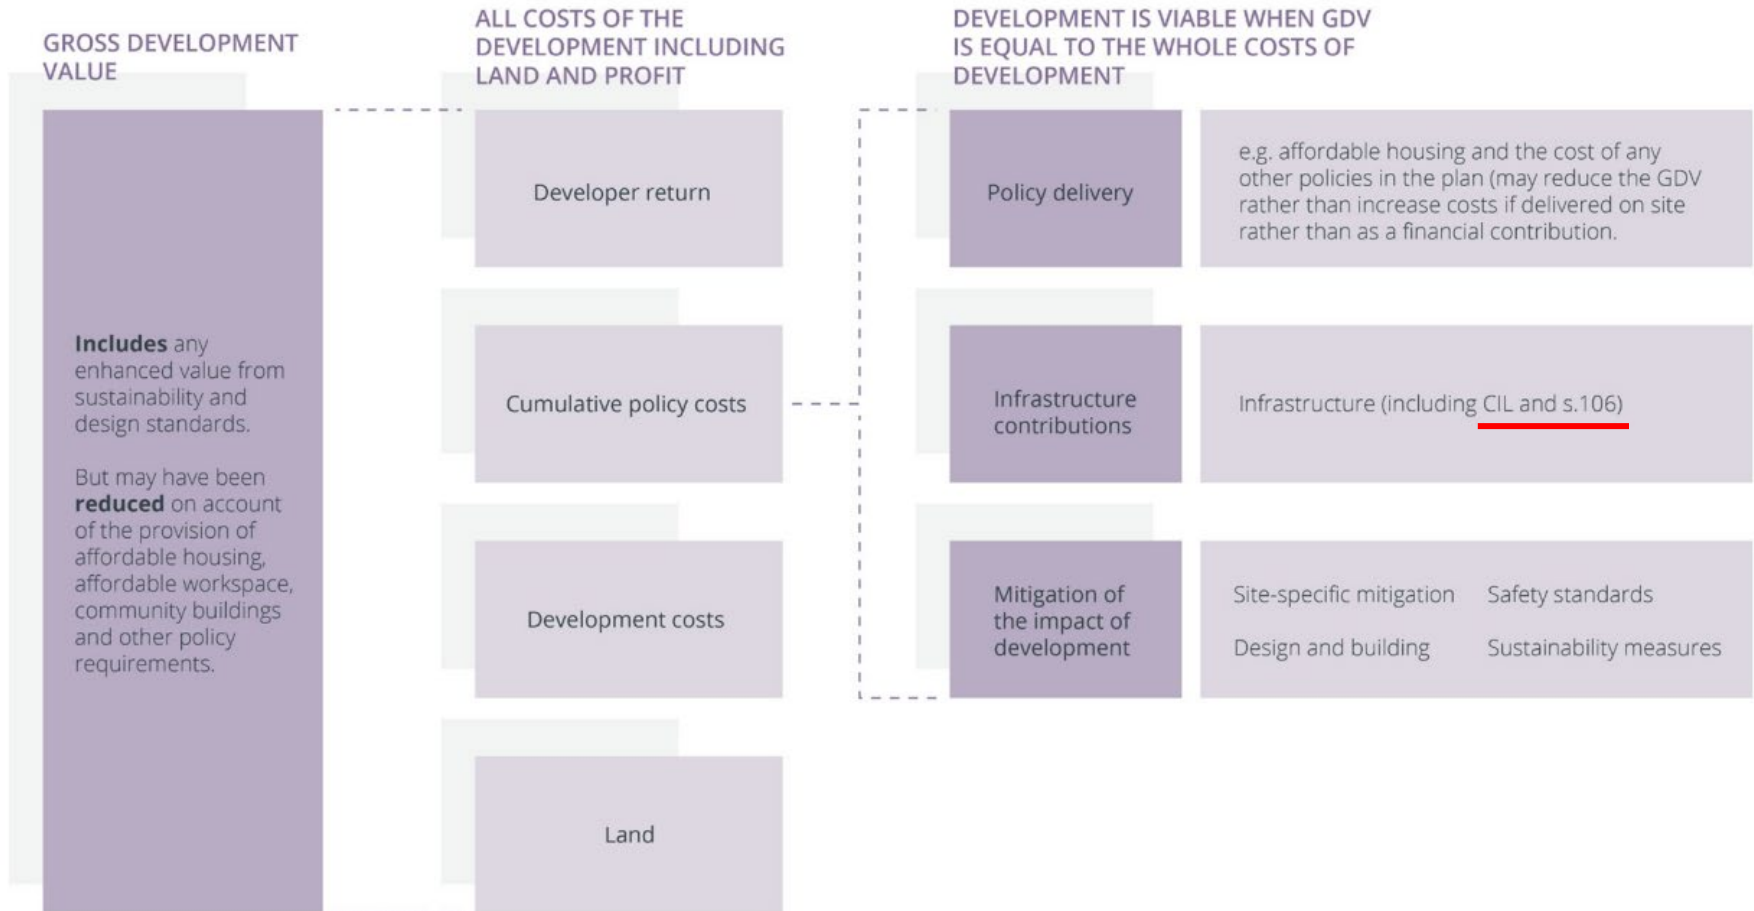 GROSS DEVELOPMENT
VALUE
Includes any
enhanced value from
sustainability and
design standards.
But may have been
reduced on account
of the provision of
affordable housing,
affordable workspace,
community buildings
and other policy
requirements.
ALL COSTS OF THE
DEVELOPMENT INCLUDING
LAND AND PROFIT
Developer return
Cumulative policy costs
Development costs
Land
DEVELOPMENT IS VIABLE WHEN GDV
IS EQUAL TO THE WHOLE COSTS OF
DEVELOPMENT
Policy delivery
e.g. affordable housing and the cost of any
other policies in the plan (may reduce the GDV
rather than increase costs if delivered on site
rather than as a financial contribution.
Infrastructure
contributions
Infrastructure (including CIL and s.106)
Mitigation of
the impact of
development
Site-specific mitigation
Safety standards
Design and building
Sustainability measures